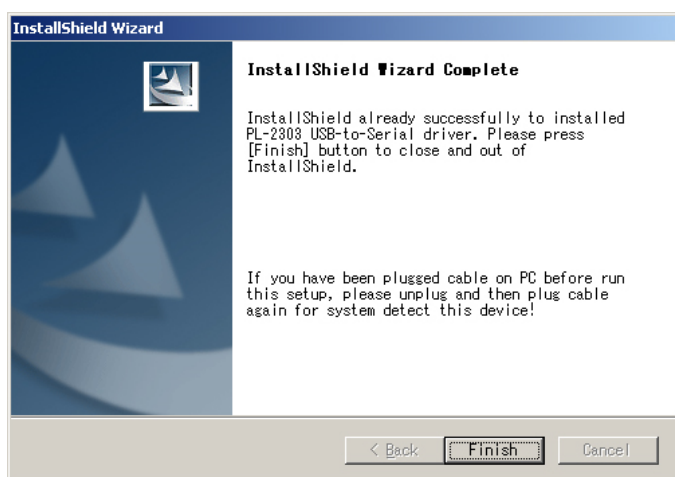 InstallShield Wizard
InstallShield Wizard Complete
InstallShield already successfully to installed
PL-2303 USB-to-Serial driver. Please press
[Finish] button to close and out of
InstallShield.
If you have been plugged cable on PC before run
this setup, please unplug and then plug cable
again for system detect this device!
< Back
Finish
Cancel